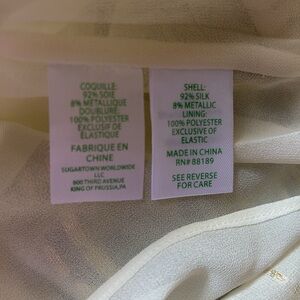 COQUILLE:
92% SOIE
8% METALLIQUE
DOUBLURE:
100% POLYESTER
EXCLUSIF DE
ELASTIQUE
FABRIQUE EN
CHINE
SUGARTOWN WORLDWIDE
LLC
800 THIRD AVENUE
KING OF PRUSSIA,PA
SHELL:
92% SILK
8% METALLIC
LINING:
100% POLYESTER
EXCLUSIVE OF
ELASTIC
MADE IN CHINA
RN# 88189
SEE REVERSE
FOR CARE